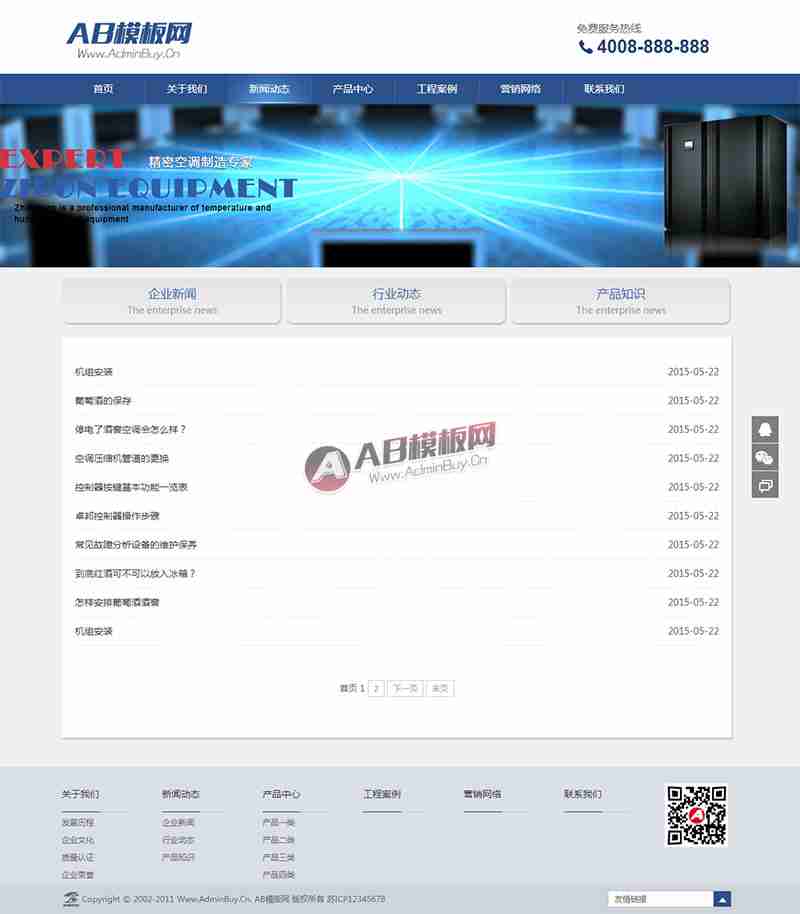 AB模板网
Www.AdminBuy.Cn
免费服务热线
4008-888-888
首页 关于我们 新闻动态 产品中心 工程案例 营销网络 联系我们
EXPERT 精密空调制造专家
EQUIPMENT
is a professional manufacturer of temperature and
equipment
企业新闻 行业动态 产品知识
The enterprise news The enterprise news The enterprise news
机组安装 2015-05-22
葡萄酒的保存 2015-05-22
停电了酒窖空调会怎么样？ 2015-05-22
空调压缩机管道的更换 2015-05-22
AB模板网
Www.AdminBuy.Cn
控制器按键基本功能一览表 2015-05-22
卓邦控制器操作步骤 2015-05-22
常见故障分析设备的维护保养 2015-05-22
到底红酒可不可以放入冰箱？ 2015-05-22
怎样安排葡萄酒酒窖 2015-05-22
机组安装 2015-05-22
首页 1 2 下一页 末页
关于我们 新闻动态 产品中心 工程案例 营销网络 联系我们
发展历程 企业新闻 产品一类
企业文化 行业动态 产品二类
质量认证 产品知识 产品三类
企业荣誉 产品四类
Copyright © 2002-2011 Www.AdminBuy.Cn. AB模板网 版权所有 苏ICP12345678
友情链接